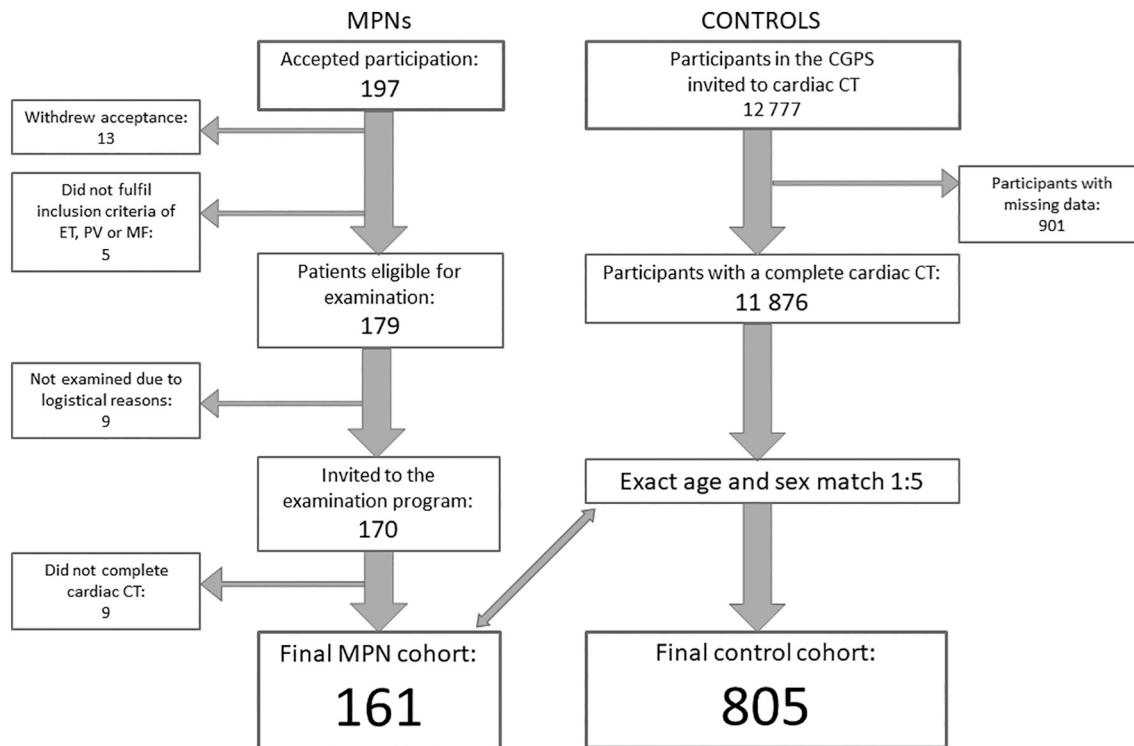 MPNs
Accepted participation:
197
Withdrew acceptance:
13
Did not fulfil
inclusion criteria of
ET, PV or MF:
5
Patients eligible for
examination:
179
Not examined due to
logistical reasons:
9
Invited to the
examination program:
170
Did not complete
cardiac CT:
9
Final MPN cohort:
161
CONTROLS
Participants in the CGPS
invited to cardiac CT
12 777
Participants with
missing data:
901
Participants with a complete cardiac CT:
11 876
Exact age and sex match 1:5
Final control cohort:
805